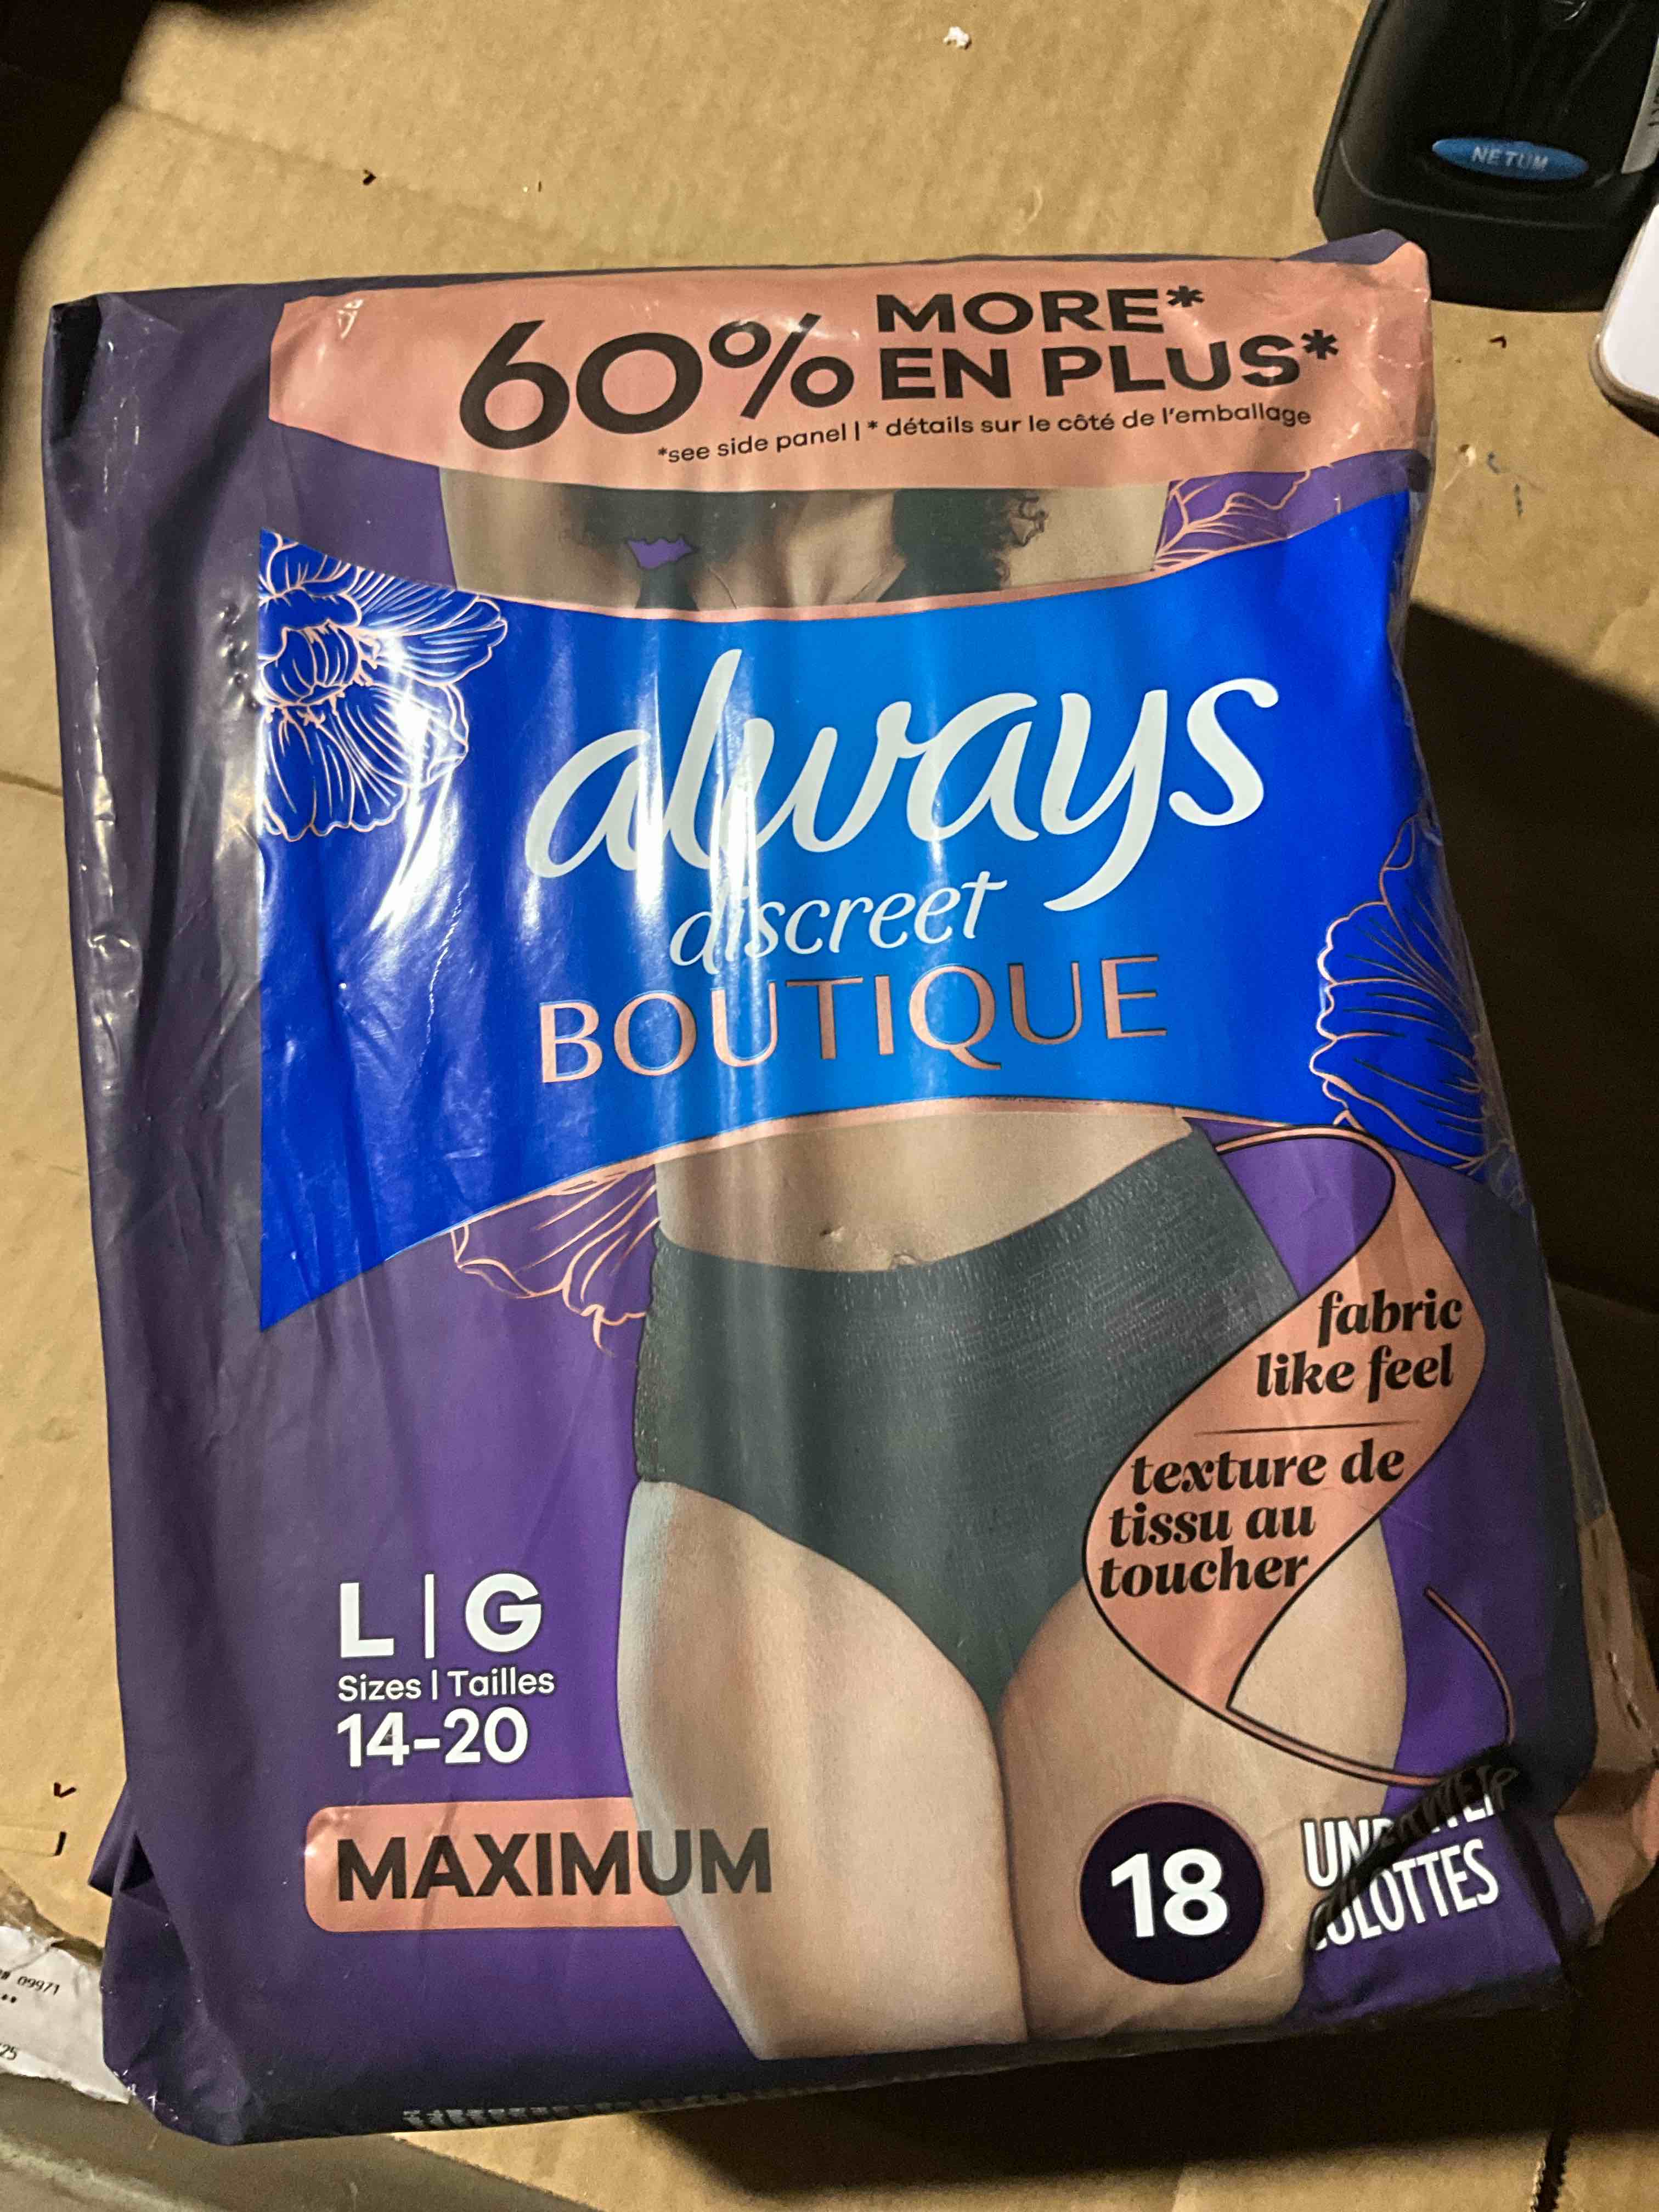 NETUM
60% MORE*
EN PLUS*
*see side panel | * détails sur le côté de l'emballage
always
discreet
BOUTIQUE
fabric
like feel
texture de
tissu au
toucher
L | G
Sizes | Tailles
14-20
MAXIMUM
18
09971